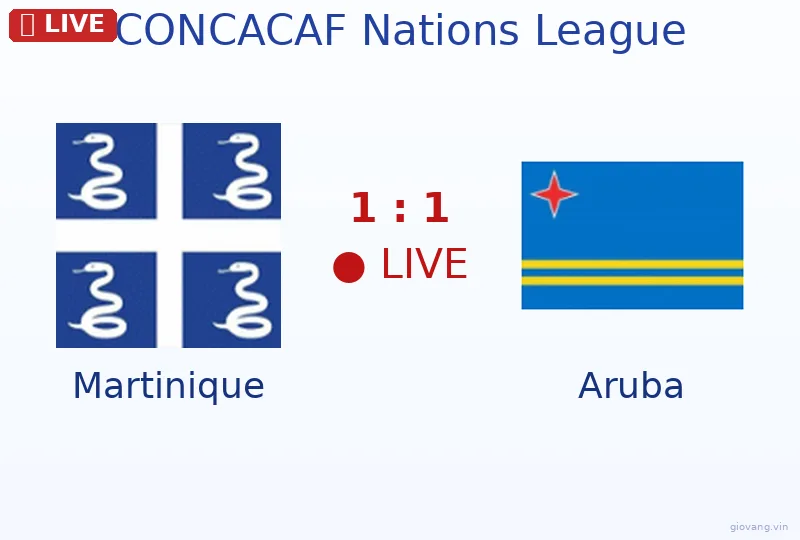 LIVE
CONCACAF Nations League
1 : 1
● LIVE
Martinique
Aruba
giovang.vin